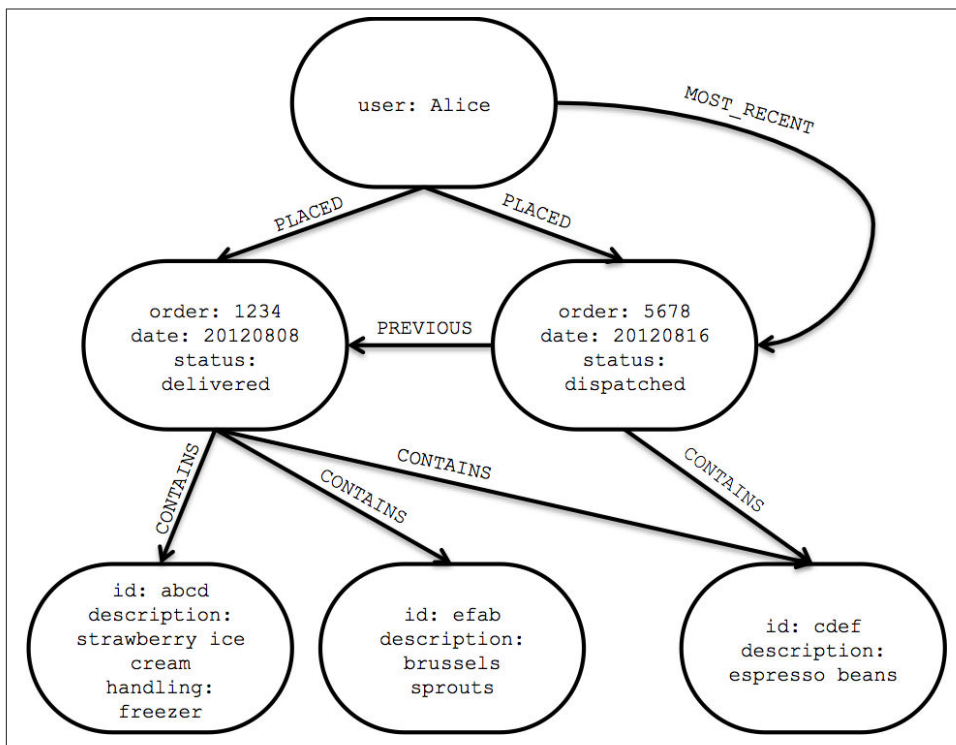 user: Alice
MOST_RECENT
PLACED
PLACED
order: 1234
date: 20120808
status:
delivered
PREVIOUS
order: 5678
date: 20120816
status:
dispatched
CONTAINS
CONTAINS
CONTAINS
CONTAINS
id: abcd
description:
strawberry ice
cream
handling:
freezer
id: efab
description:
brussels
sprouts
id: cdef
description:
espresso beans